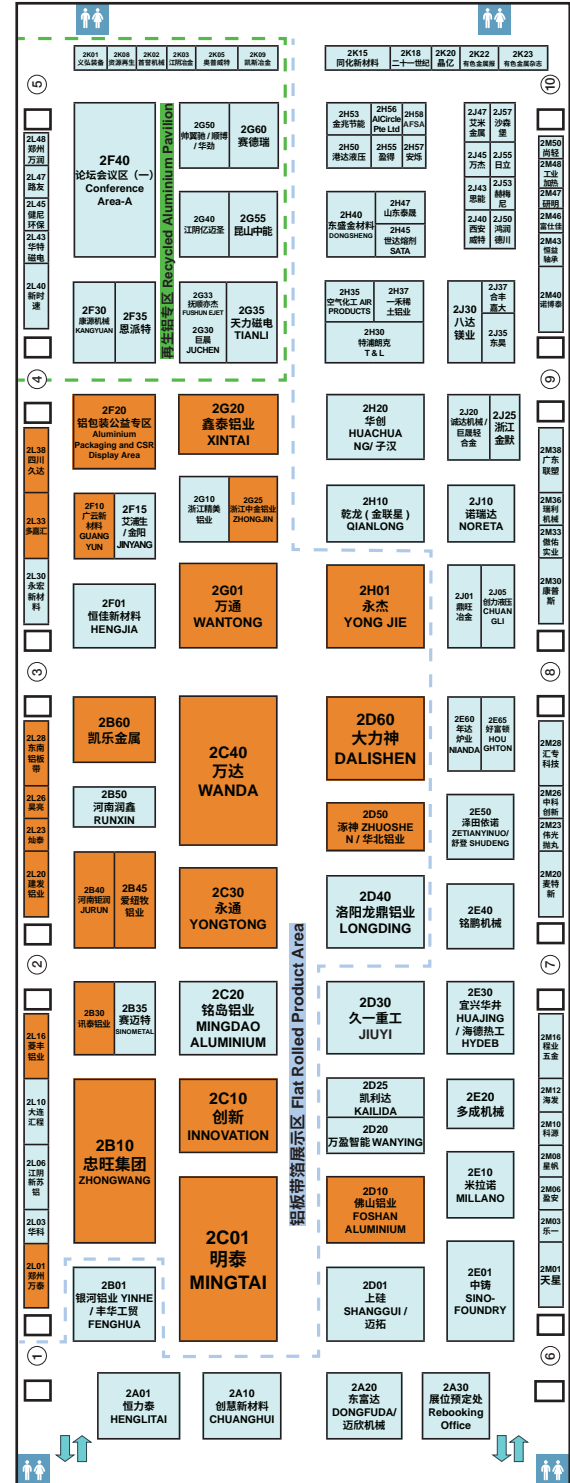 2K01
义弘装备
2K08
资源再生
2K02
首誉机械
2K03
江阴冶金
2K05
奥普威特
2K09
凯斯冶金
2K15
同化新材料
2K18
二十一世纪
2K20
晶亿
2K22
有色金属报
2K23
有色金属杂志
5
10
2F40
论坛会议区（一）
Conference
Area-A
2G50
帅翼驰 / 顺博
/ 华劲
2G60
赛德瑞
2G40
江阴亿迈圣
2G55
昆山中能
2F30
康源机械
KANGYUAN
2F35
恩派特
2G33
抚顺亦杰
FUSHUN EJET
2G30
巨晨
JUCHEN
2G35
天力磁电
TIANLI
再生铝专区 Recycled Aluminium Pavilion
2H53
金兆节能
2H56
AlCircle
Pte Ltd
2H58
AFSA
2H50
港达液压
2H55
盈得
2H57
安烁
2H40
东盛金材料
DONGSHENG
2H47
山东泰晟
2H45
世达熔剂
SATA
2H35
空气化工 AIR
PRODUCTS
2H37
一禾稀
土铝业
2H30
特浦朗克
T & L
2J47
艾米
金属
2J57
沙森
堡
2J45
万杰
2J55
日立
2J43
思能
2J53
赫梅
尼
2J40
西安
威特
2J50
鸿润
德川
2J30
八达
镁业
2J37
合丰
嘉大
2J35
东昊
2L48
郑州
万润
2L47
路友
2L45
健尼
环保
2L43
华特
磁电
2L40
新时
速
2M50
尚轻
2M48
工业
加热
2M47
研明
2M46
富仕佳
2M43
恒益
轴承
2M40
诺博泰
4
9
2F20
铝包装公益专区
Aluminium
Packaging and CSR
Display Area
2G20
鑫泰铝业
XINTAI
2F10
广云新
材料
GUANG
YUN
2F15
艾浦生
/ 金阳
JINYANG
2G10
浙江精美
铝业
2G25
浙江中金铝业
ZHONGJIN
2F01
恒佳新材料
HENGJIA
2G01
万通
WANTONG
2H20
华创
HUACHUA
NG/ 子汉
2H10
乾龙 ( 金联星 )
QIANLONG
2H01
永杰
YONG JIE
2J20
诚达机械 /
巨晟轻
合金
2J25
浙江
金默
2J10
诺瑞达
NORETA
2J01
鼎旺
冶金
2J05
创力液压
CHUAN
GLI
2L38
四川
久达
2L33
多嘉汇
2L30
永宏
新材
料
2M38
广东
联塑
2M36
瑞利
机械
2M33
傲佑
实业
2M30
康普
斯
3
8
2B60
凯乐金属
2B50
河南润鑫
RUNXIN
2B40
河南钜润
JURUN
2B45
爱纽牧
铝业
2C40
万达
WANDA
2C30
永通
YONGTONG
2D60
大力神
DALISHEN
2D50
涿神 ZHUOSHE
N / 华北铝业
2D40
洛阳龙鼎铝业
LONGDING
2E60
年达
炉业
NIANDA
2E65
好富顿
HOU
GHTON
2E50
泽田依诺
ZETIANYINUO/
舒登 SHUDENG
2E40
铭鹏机械
2L28
东南
铝板
带
2L26
昊亮
2L23
灿泰
2L20
建发
铝业
2M28
汇专
科技
2M26
中科
创新
2M23
伟光
抛丸
2M20
麦特
新
2
7
2B30
讯泰铝业
2B35
赛迈特
SINOMETAL
2C20
铭岛铝业
MINGDAO
ALUMINIUM
2B10
忠旺集团
ZHONGWANG
2C10
创新
INNOVATION
2C01
明泰
MINGTAI
2B01
银河铝业 YINHE
/ 丰华工贸
FENGHUA
铝板带箔展示区 Flat Rolled Product Area
2D30
久一重工
JIUYI
2D25
凯利达
KAILIDA
2D20
万盈智能 WANYING
2D10
佛山铝业
FOSHAN
ALUMINIUM
2D01
上硅
SHANGGUI /
迈拓
2E30
宜兴华井
HUAJING
/ 海德热工
HYDEB
2E20
多成机械
2E10
米拉诺
MILLANO
2E01
中铸
SINO-
FOUNDRY
2L16
菱丰
铝业
2L10
大连
汇程
2L06
江阴
新苏
铝
2L03
华科
2L01
郑州
万泰
2M16
程业
五金
2M12
海发
2M10
科源
2M08
星帆
2M06
盈安
2M03
乐一
2M01
天星
1
6
2A01
恒力泰
HENGLITAI
2A10
创慧新材料
CHUANGHUI
2A20
东富达
DONGFUDA/
迈欣机械
2A30
展位预定处
Rebooking
Office